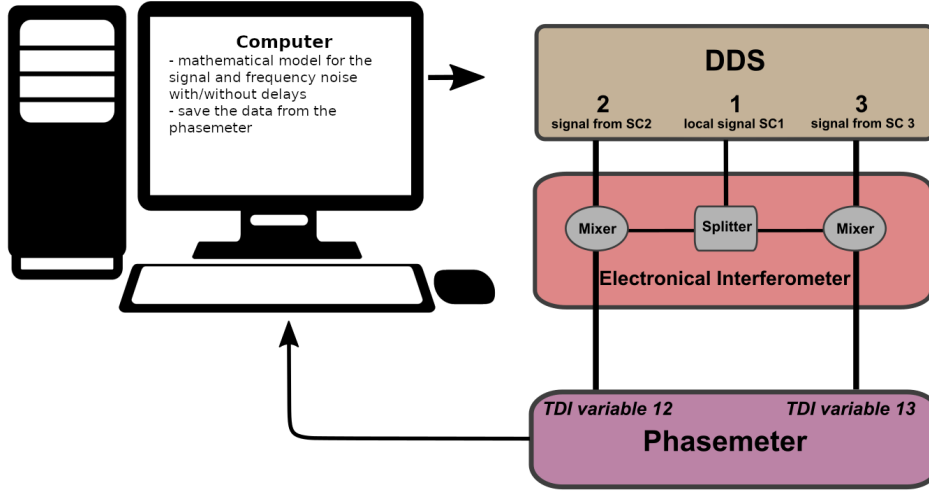 Computer
- mathematical model for the
signal and frequency noise
with/without delays
- save the data from the
phasemeter
DDS
2 1 3
signal from SC2 local signal SC1 signal from SC 3
Mixer Splitter Mixer
Electronical Interferometer
TDI variable 12 TDI variable 13
Phasemeter